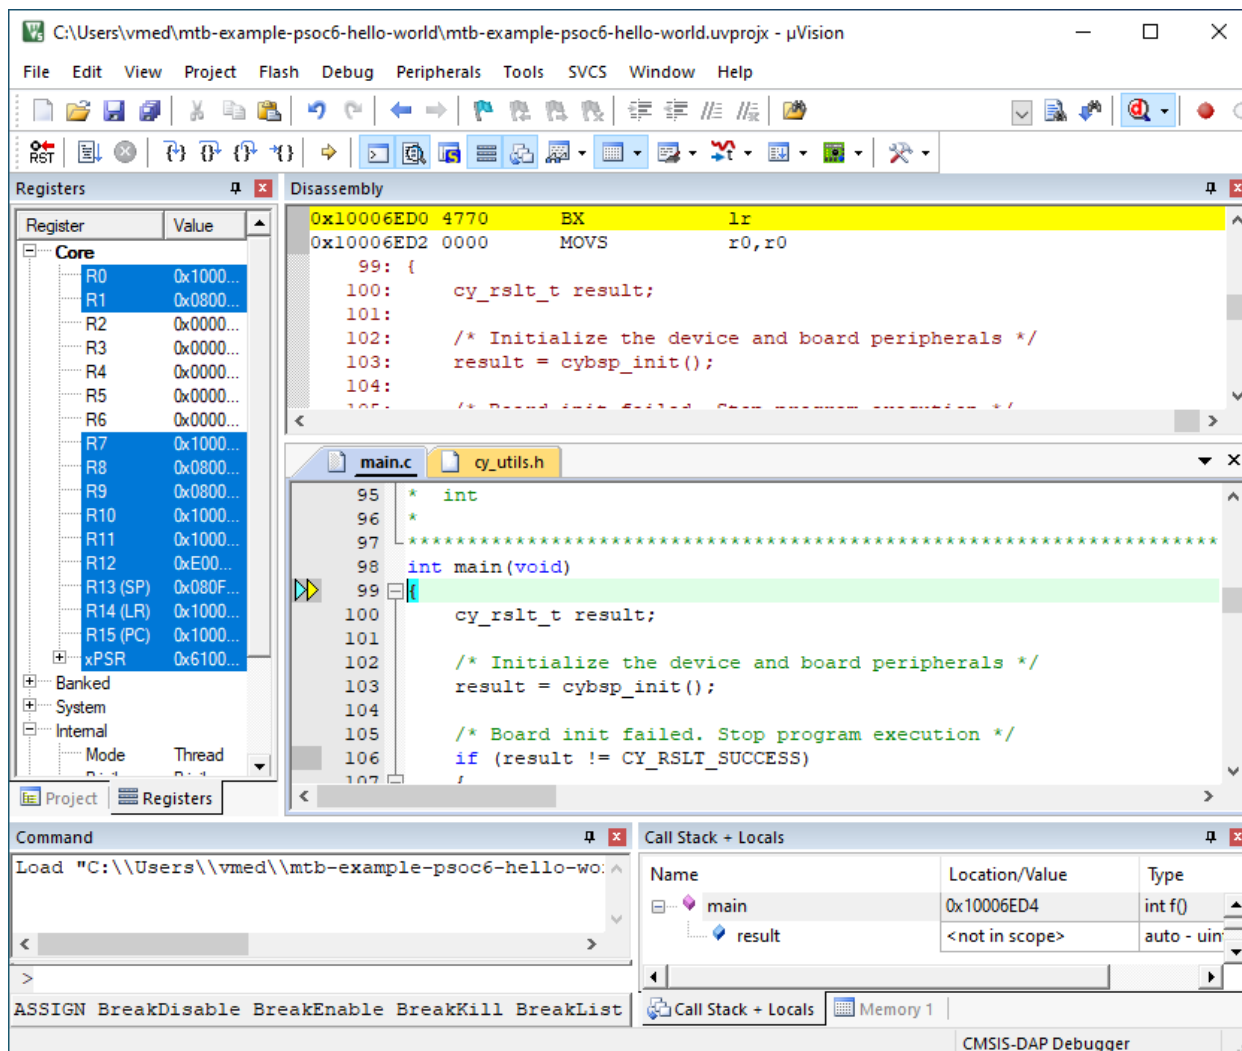 C:\Users\vmed\mtb-example-psoc6-hello-world\mtb-example-psoc6-hello-world.uvprojx - µVision
File Edit View Project Flash Debug Peripherals Tools SVCS Window Help
RST
Registers
Register Value
Core
R0 0x1000...
R1 0x0800...
R2 0x0000...
R3 0x0000...
R4 0x0000...
R5 0x0000...
R6 0x0000...
R7 0x1000...
R8 0x0800...
R9 0x0800...
R10 0x1000...
R11 0x1000...
R12 0xE00...
R13 (SP) 0x080F...
R14 (LR) 0x1000...
R15 (PC) 0x1000...
xPSR 0x6100...
Banked
System
Internal
Mode Thread
Project Registers
Disassembly
0x10006ED0 4770 BX lr
0x10006ED2 0000 MOVS r0,r0
99: {
100: cy_rslt_t result;
101:
102: /* Initialize the device and board peripherals */
103: result = cybsp_init();
104:
105: /* Board init failed. Stop program execution */
main.c cy_utils.h
95 * int
96 *
97 ********************************************************************
98 int main(void)
99 {
100 cy_rslt_t result;
101
102 /* Initialize the device and board peripherals */
103 result = cybsp_init();
104
105 /* Board init failed. Stop program execution */
106 if (result != CY_RSLT_SUCCESS)
107 {
Command
Load "C:\\Users\\vmed\\mtb-example-psoc6-hello-wo
>
ASSIGN BreakDisable BreakEnable BreakKill BreakList
Call Stack + Locals
Name Location/Value Type
main 0x10006ED4 int f()
result <not in scope> auto - uin
Call Stack + Locals Memory 1
CMSIS-DAP Debugger